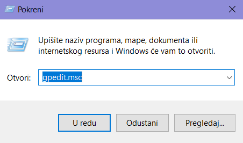 Pokreni
Upišite naziv programa, mape, dokumenta ili
internetskog resursa i Windows će vam to otvoriti.
Otvori:
gpedit.msc
U redu
Odustani
Pregledaj...